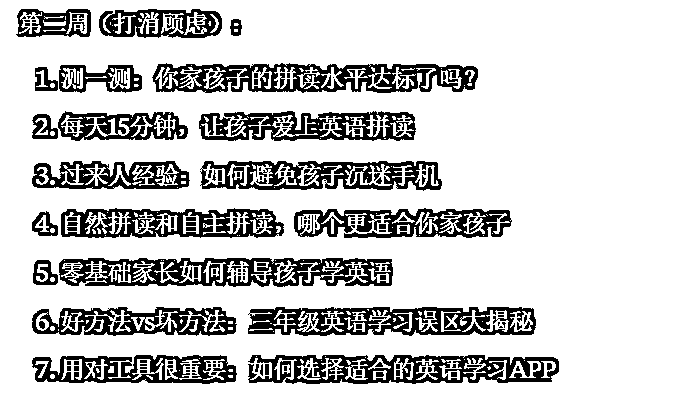 第二周（打消顾虑）：
1. 测一测：你家孩子的拼读水平达标了吗？
2. 每天15分钟，让孩子爱上英语拼读
3. 过来人经验：如何避免孩子沉迷手机
4. 自然拼读和自主拼读，哪个更适合你家孩子
5. 零基础家长如何辅导孩子学英语
6. 好方法vs坏方法：三年级英语学习误区大揭秘
7. 用对工具很重要：如何选择适合的英语学习APP